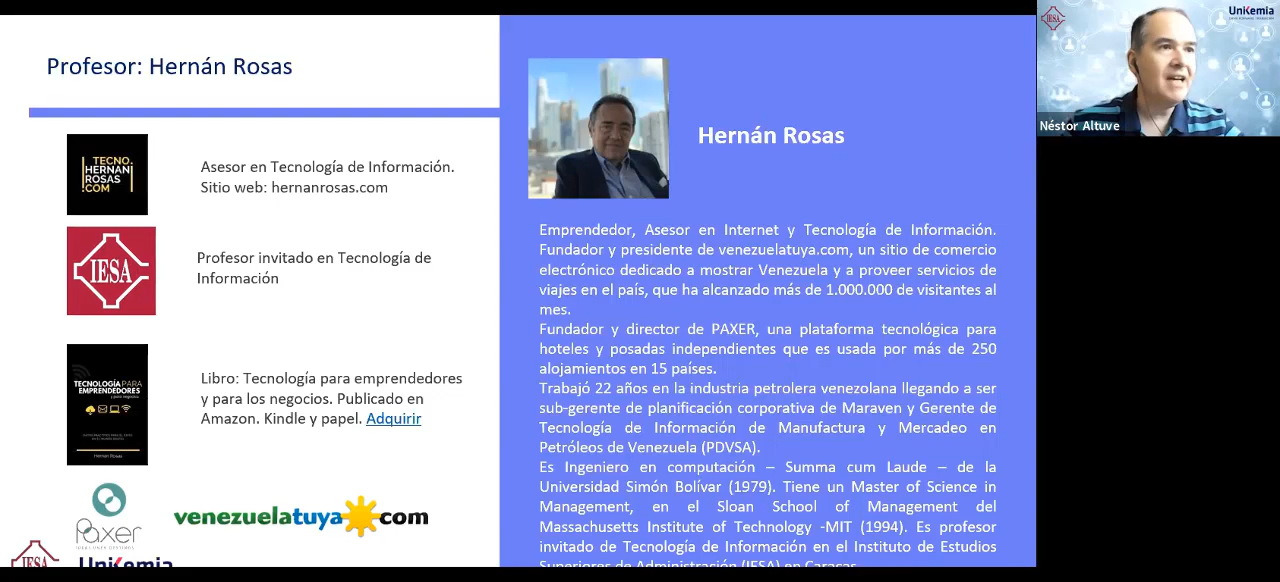 Profesor: Hernán Rosas
TECNO.
HERNAN
ROSAS
.COM
Asesor en Tecnología de Información.
Sitio web: hernanrosas.com
IESA
Profesor invitado en Tecnología de
Información
TECNOLOGÍA PARA
EMPRENDEDORES
Hernán Rosas
Libro: Tecnología para emprendedores
y para los negocios. Publicado en
Amazon. Kindle y papel. Adquirir
Paxer
venezuelatuya com
IESA
UniKemia
Hernán Rosas
Emprendedor, Asesor en Internet y Tecnología de Información.
Fundador y presidente de venezuelatuya.com, un sitio de comercio
electrónico dedicado a mostrar Venezuela y a proveer servicios de
viajes en el país, que ha alcanzado más de 1.000.000 de visitantes al
mes.
Fundador y director de PAXER, una plataforma tecnológica para
hoteles y posadas independientes que es usada por más de 250
alojamientos en 15 países.
Trabajó 22 años en la industria petrolera venezolana llegando a ser
sub-gerente de planificación corporativa de Maraven y Gerente de
Tecnología de Información de Manufactura y Mercadeo en
Petróleos de Venezuela (PDVSA).
Es Ingeniero en computación – Summa cum Laude – de la
Universidad Simón Bolívar (1979). Tiene un Master of Science in
Management, en el Sloan School of Management del
Massachusetts Institute of Technology -MIT (1994). Es profesor
invitado de Tecnología de Información en el Instituto de Estudios
Superiores de Administración (IESA) en Caracas
IESA
UniKemia
Néstor Altuve